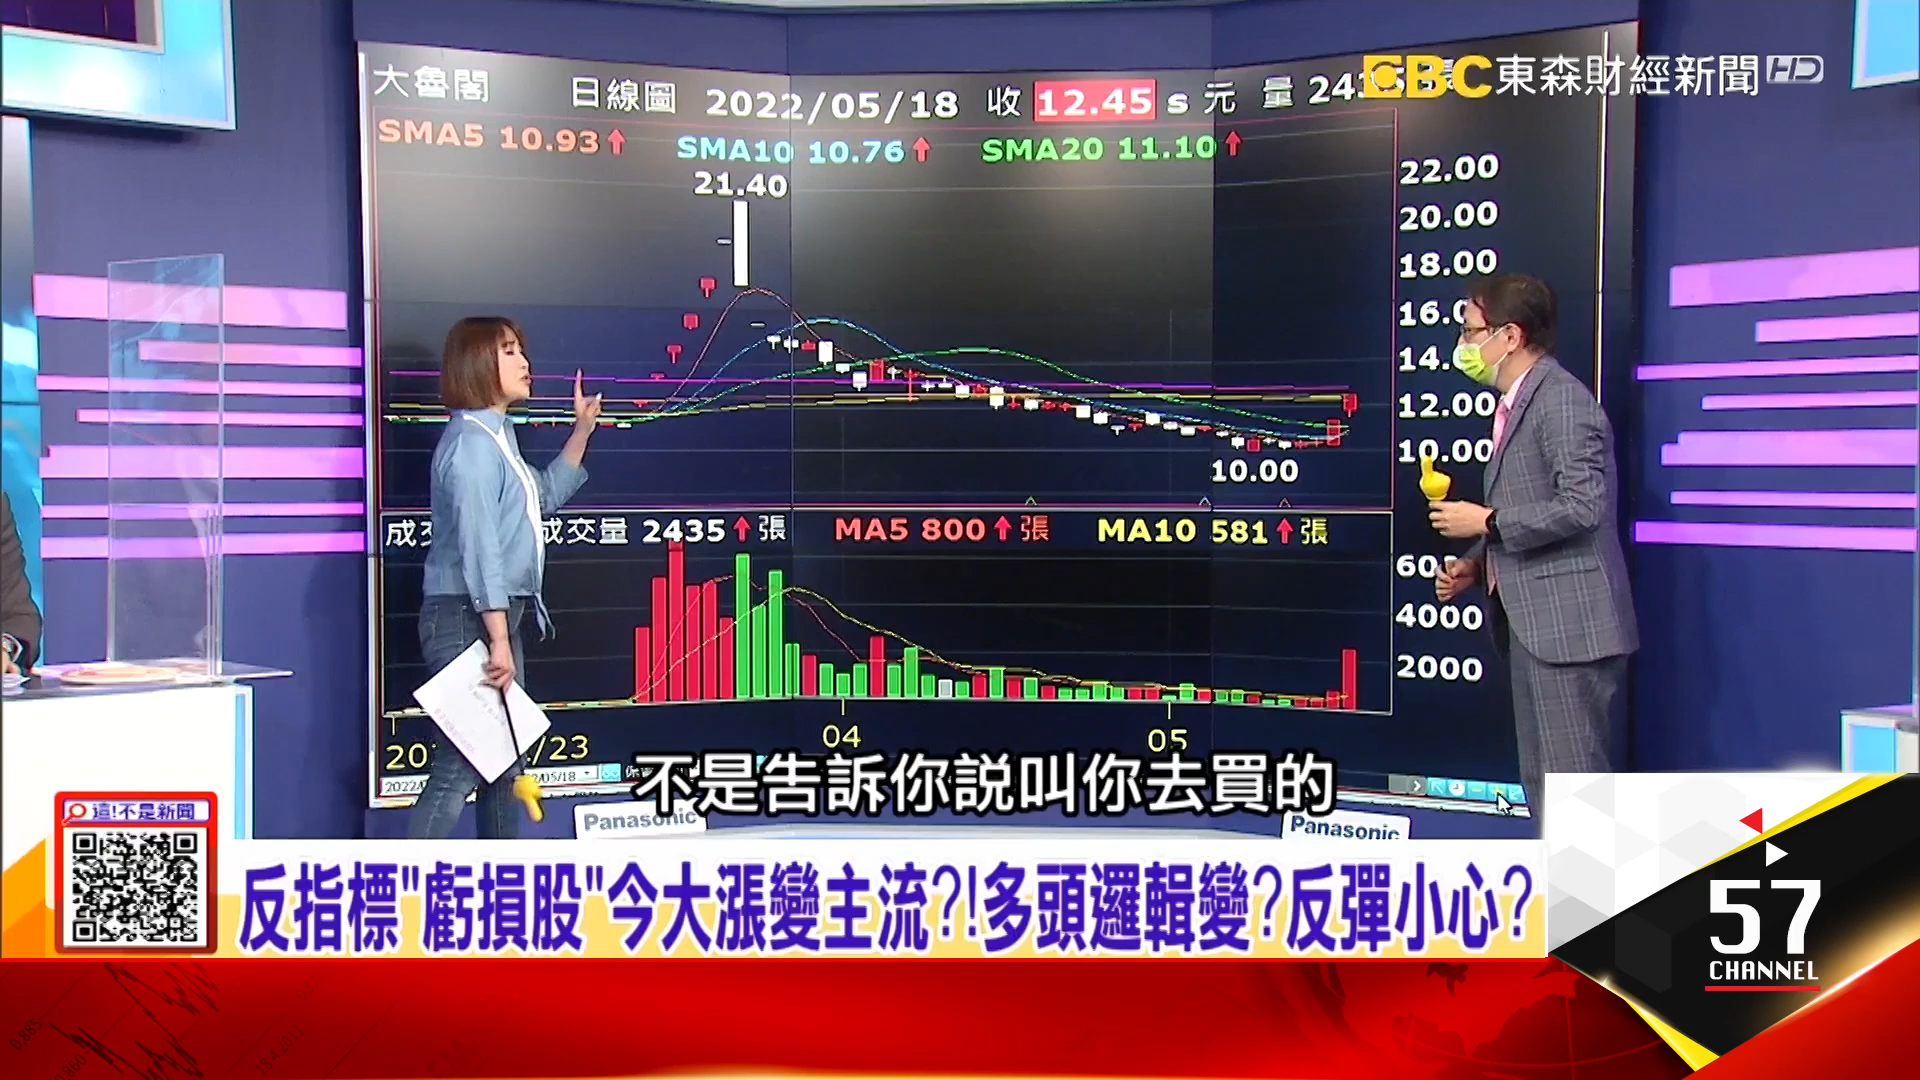 EBC東森財經新聞HD
大魯閣 日線圖 2022/05/18 收 12.45 s 元 量
SMA5 10.93↑ SMA10 10.76↑ SMA20 11.10↑
21.40
22.00
20.00
18.00
12.00
10.00
10.00
成交量 2435↑張 MA5 800↑張 MA10 581↑張
4000
2000
04
05
不是告訴你說叫你去買的
Panasonic
Panasonic
這!不是新聞
反指標"虧損股"今大漲變主流?!多頭邏輯變?反彈小心?
57
CHANNEL